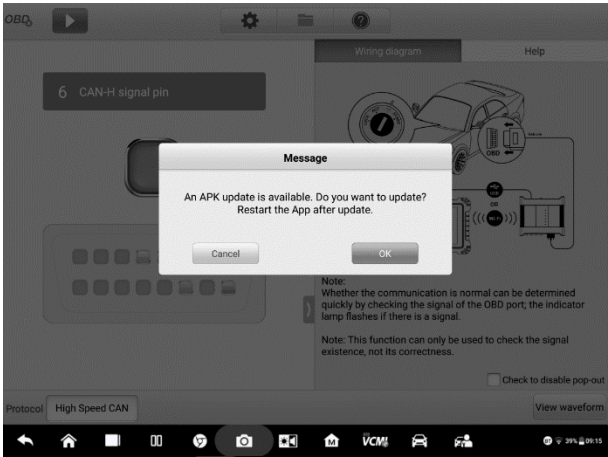 OBD
Wiring diagram
Help
6 CAN-H signal pin
OBD
USB
OR
Wi-Fi
Message
An APK update is available. Do you want to update?
Restart the App after update.
Cancel
OK
Note:
Whether the communication is normal can be determined
quickly by checking the signal of the OBD port; the indicator
lamp flashes if there is a signal.
Note: This function can only be used to check the signal
existence, not its correctness.
Check to disable pop-out
Protocol
High Speed CAN
View waveform
M
VCMI
39%
09:15